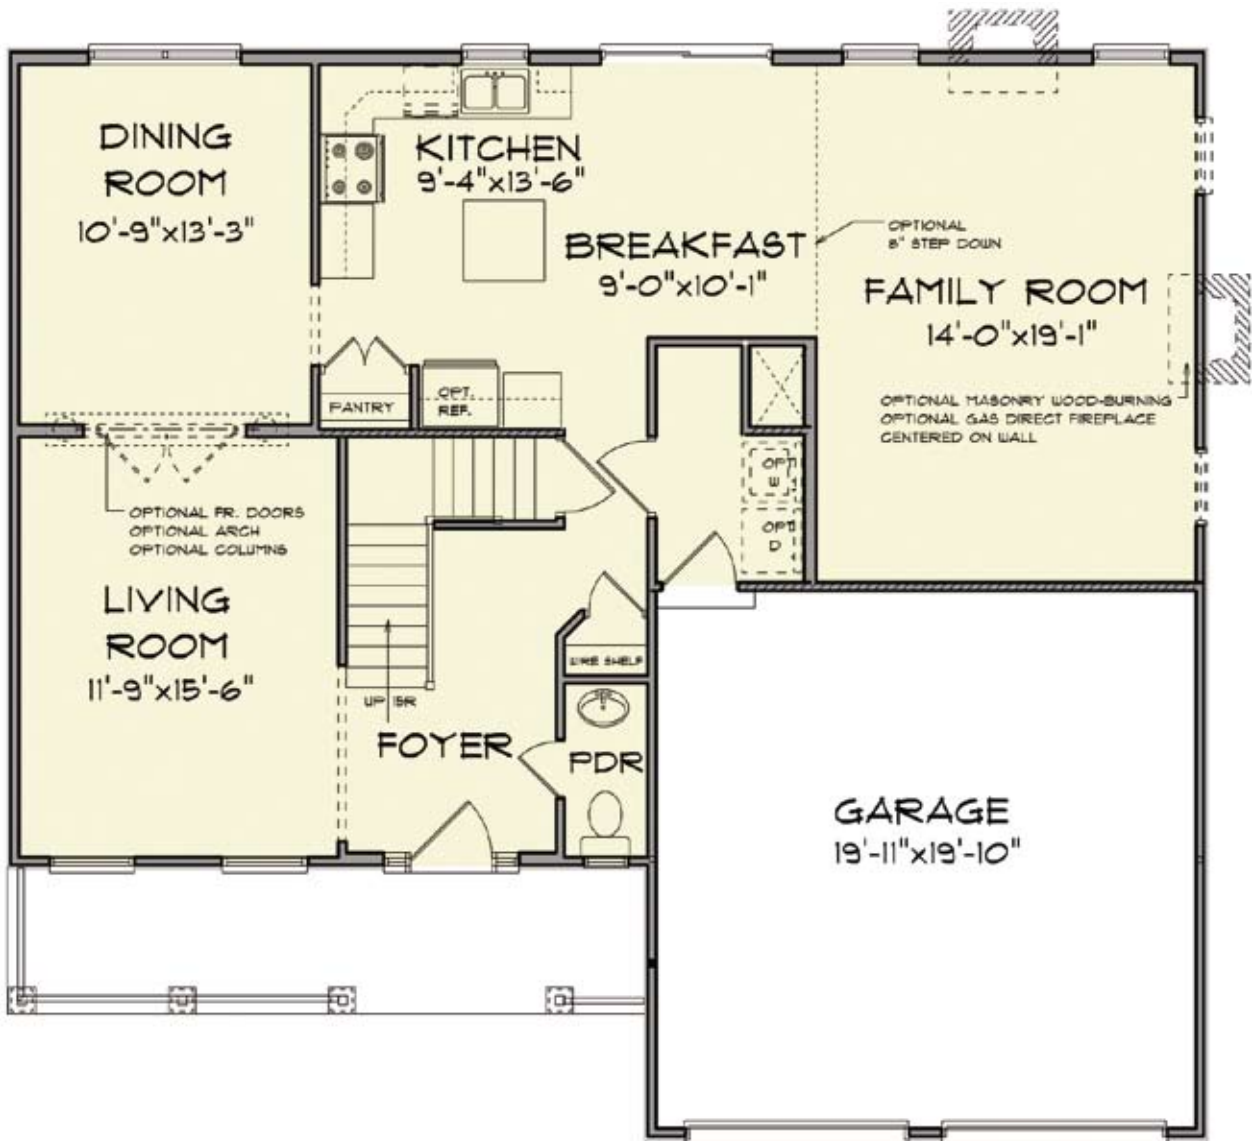 DINING
ROOM
10'-9"x13'-3"
KITCHEN
9'-4"x13'-6"
BREAKFAST
9'-0"x10'-1"
OPTIONAL
8" STEP DOWN
FAMILY ROOM
14'-0"x19'-1"
OPTIONAL MASONRY WOOD-BURNING
OPTIONAL GAS DIRECT FIREPLACE
CENTERED ON WALL
PANTRY
OPT.
REF.
OPT
W
OPT
D
OPTIONAL FR. DOORS
OPTIONAL ARCH
OPTIONAL COLUMNS
LIVING
ROOM
11'-9"x15'-6"
UP 15R
WIRE SHELF
FOYER
PDR
GARAGE
19'-11"x19'-10"